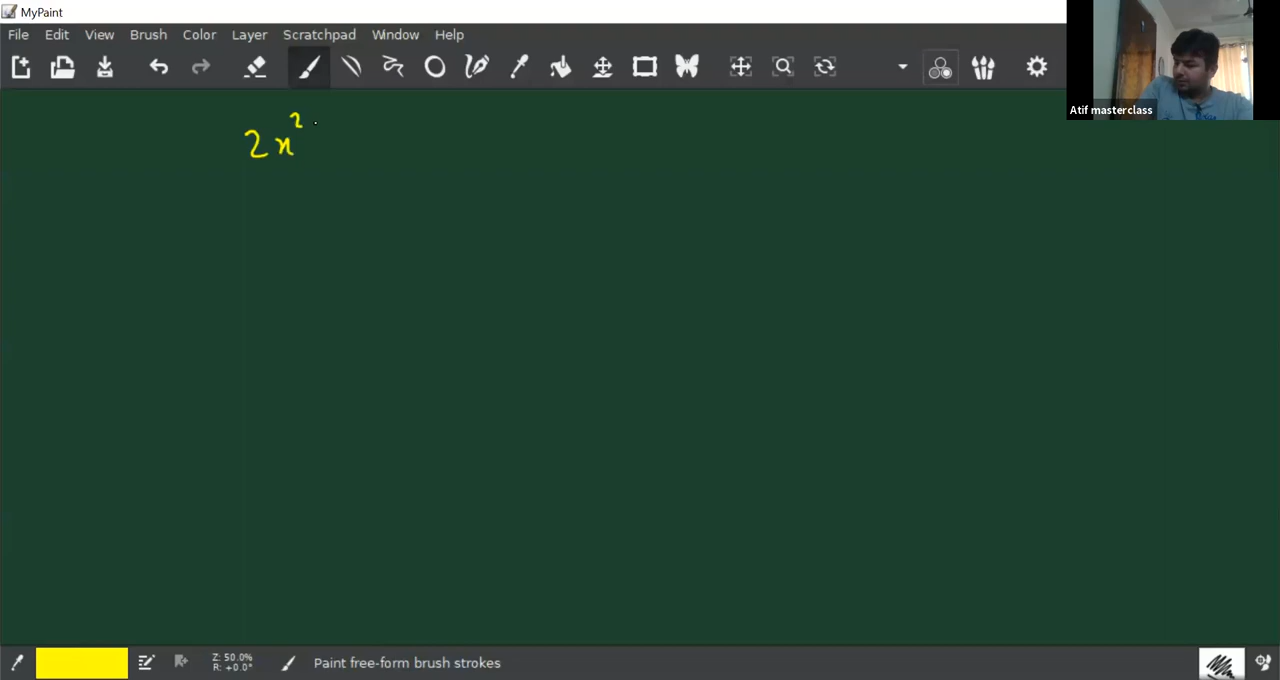 MyPaint
File Edit View Brush Color Layer Scratchpad Window Help
Atif masterclass
2x²
Z: 50.0%
R: +0.0°
Paint free-form brush strokes